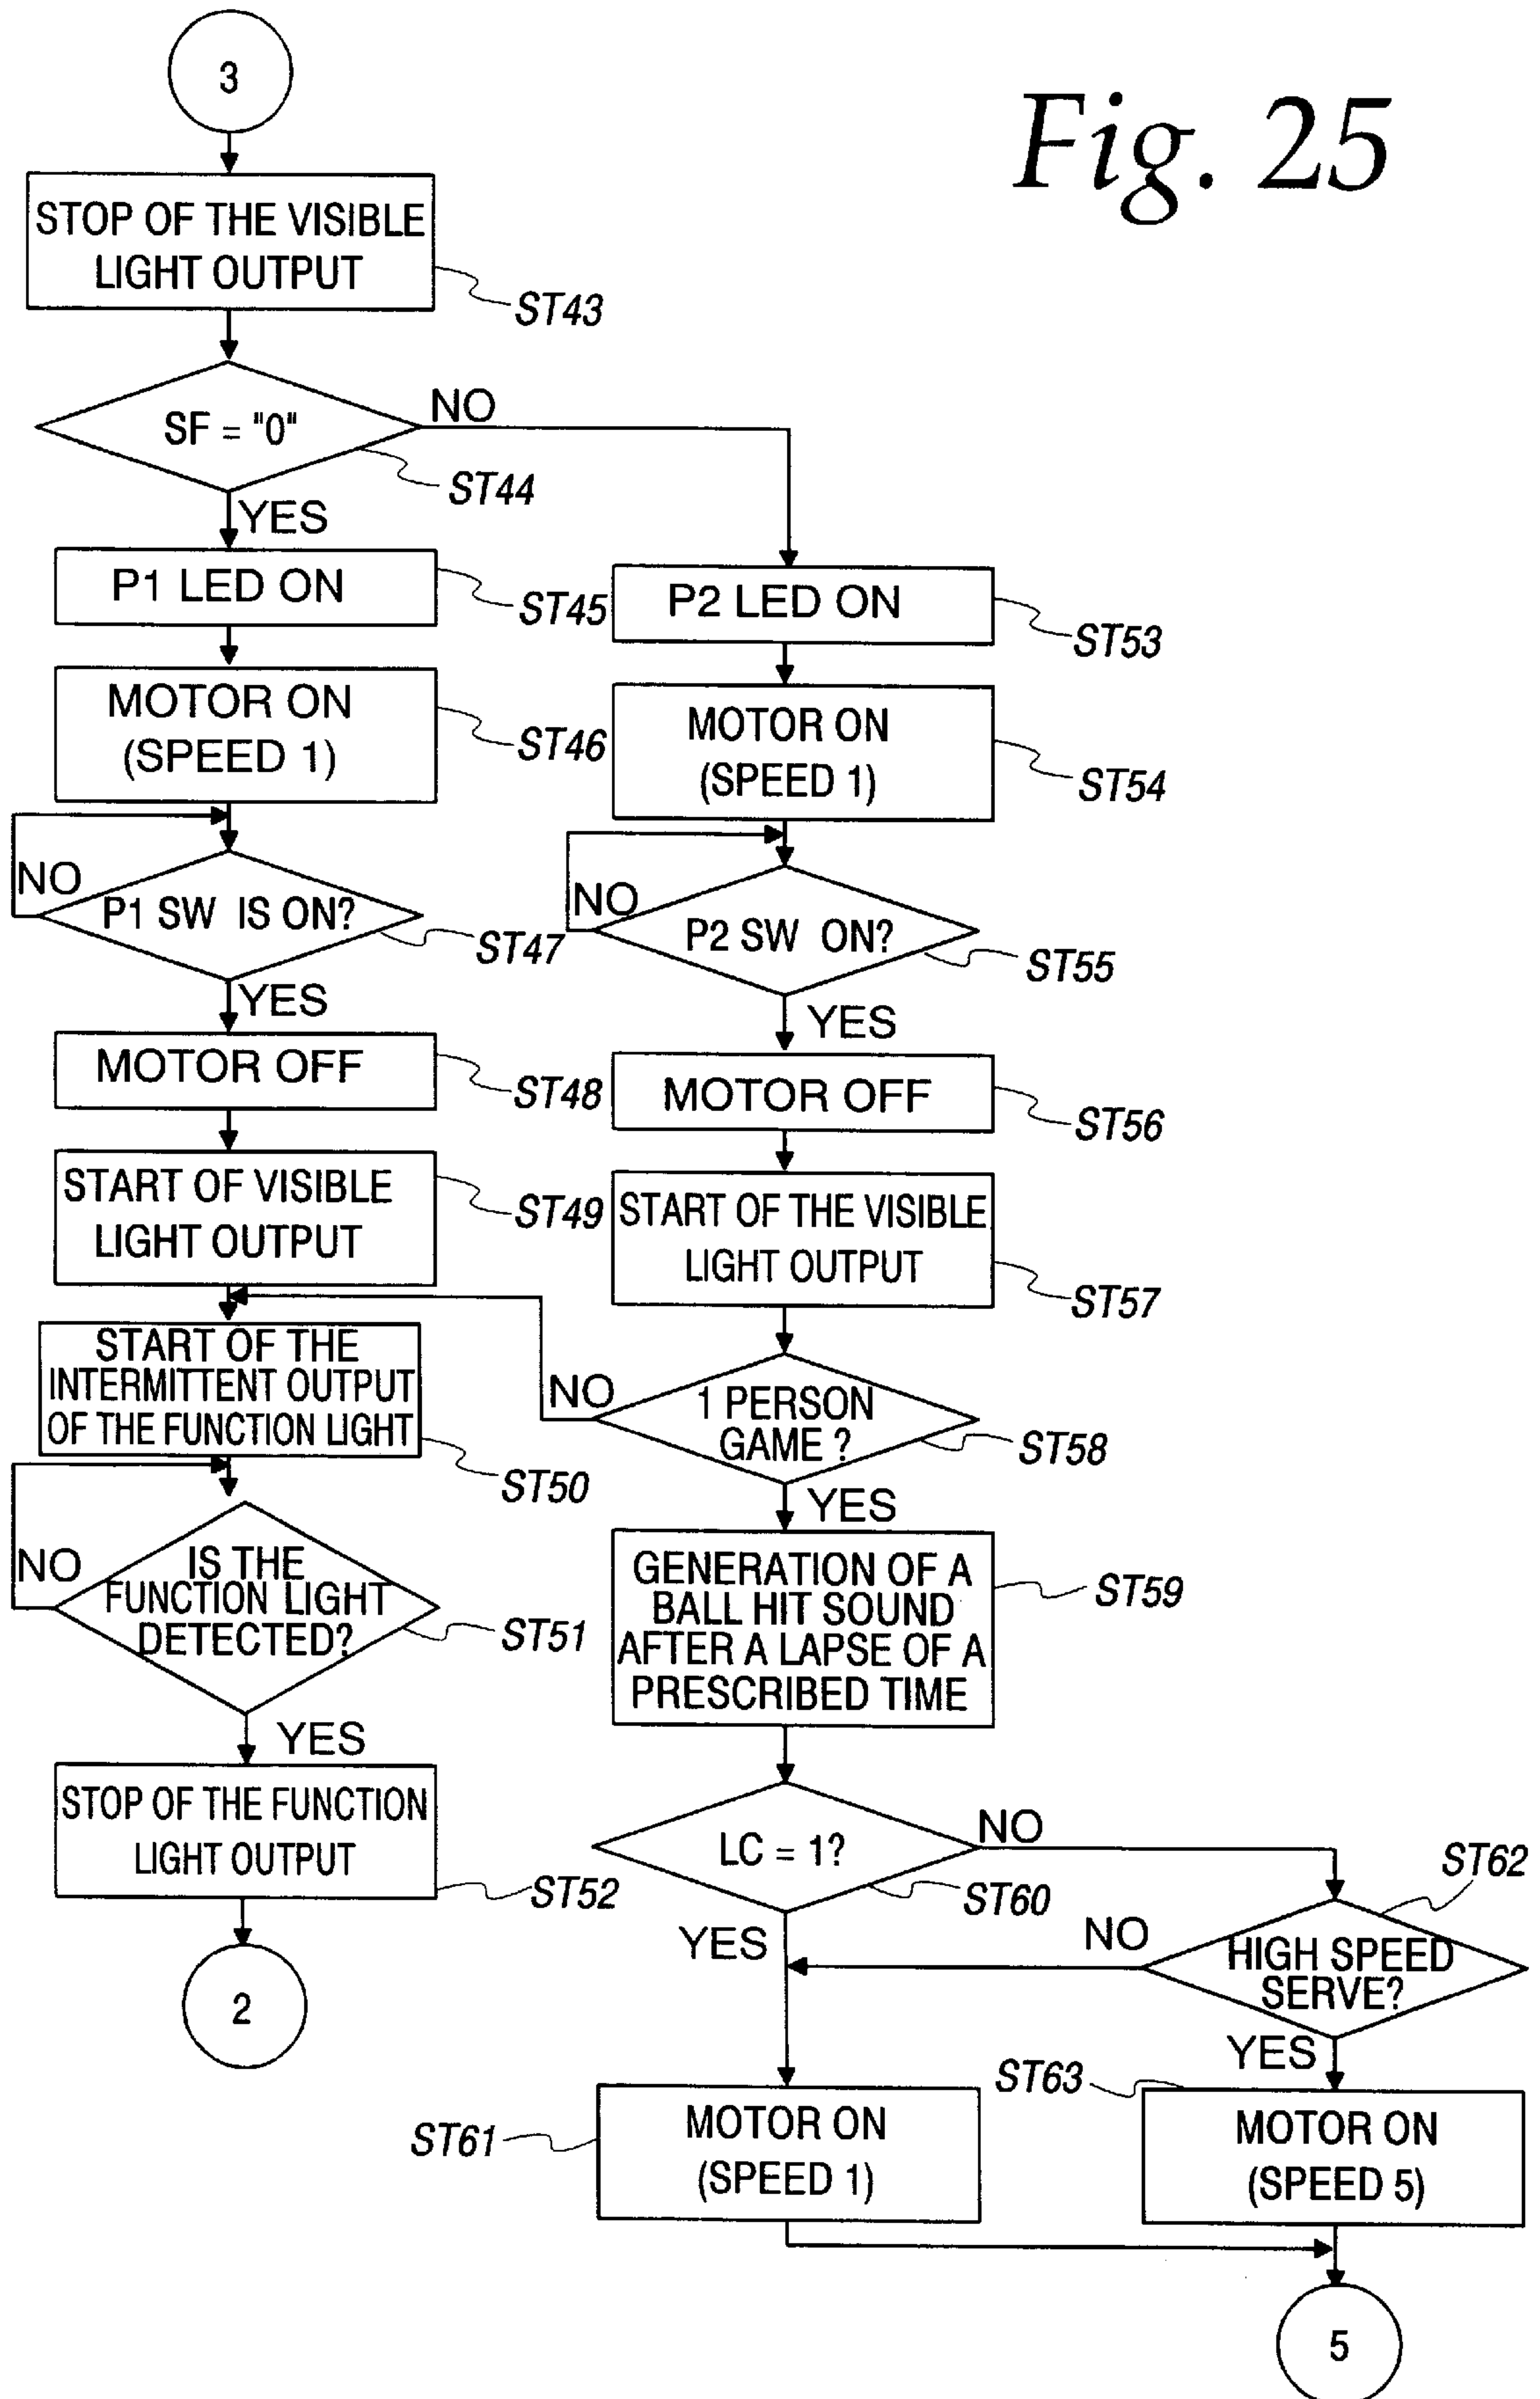 3
Fig. 25
STOP OF THE VISIBLE
LIGHT OUTPUT
ST43
SF = "0"
NO
ST44
YES
P1 LED ON
ST45
P2 LED ON
ST53
MOTOR ON
(SPEED 1)
ST46
MOTOR ON
(SPEED 1)
ST54
NO
P1 SW IS ON?
ST47
NO
P2 SW ON?
ST55
YES
YES
MOTOR OFF
ST48
MOTOR OFF
ST56
START OF VISIBLE
LIGHT OUTPUT
ST49
START OF THE VISIBLE
LIGHT OUTPUT
ST57
START OF THE
INTERMITTENT OUTPUT
OF THE FUNCTION LIGHT
ST50
NO
1 PERSON
GAME ?
ST58
YES
NO
IS THE
FUNCTION LIGHT
DETECTED?
ST51
GENERATION OF A
BALL HIT SOUND
AFTER A LAPSE OF A
PRESCRIBED TIME
ST59
YES
STOP OF THE FUNCTION
LIGHT OUTPUT
ST52
LC = 1?
NO
ST60
ST62
YES
NO
HIGH SPEED
SERVE?
2
YES
ST63
ST61
MOTOR ON
(SPEED 1)
MOTOR ON
(SPEED 5)
5